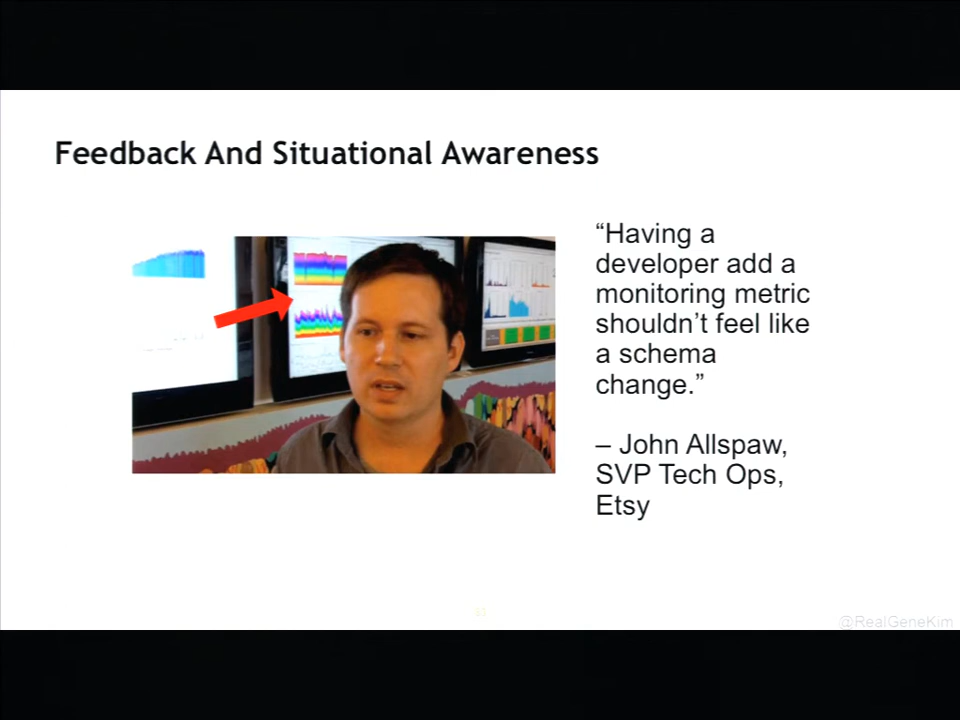 Feedback And Situational Awareness
“Having a
developer add a
monitoring metric
shouldn’t feel like
a schema
change.”
– John Allspaw,
SVP Tech Ops,
Etsy
@RealGeneKim